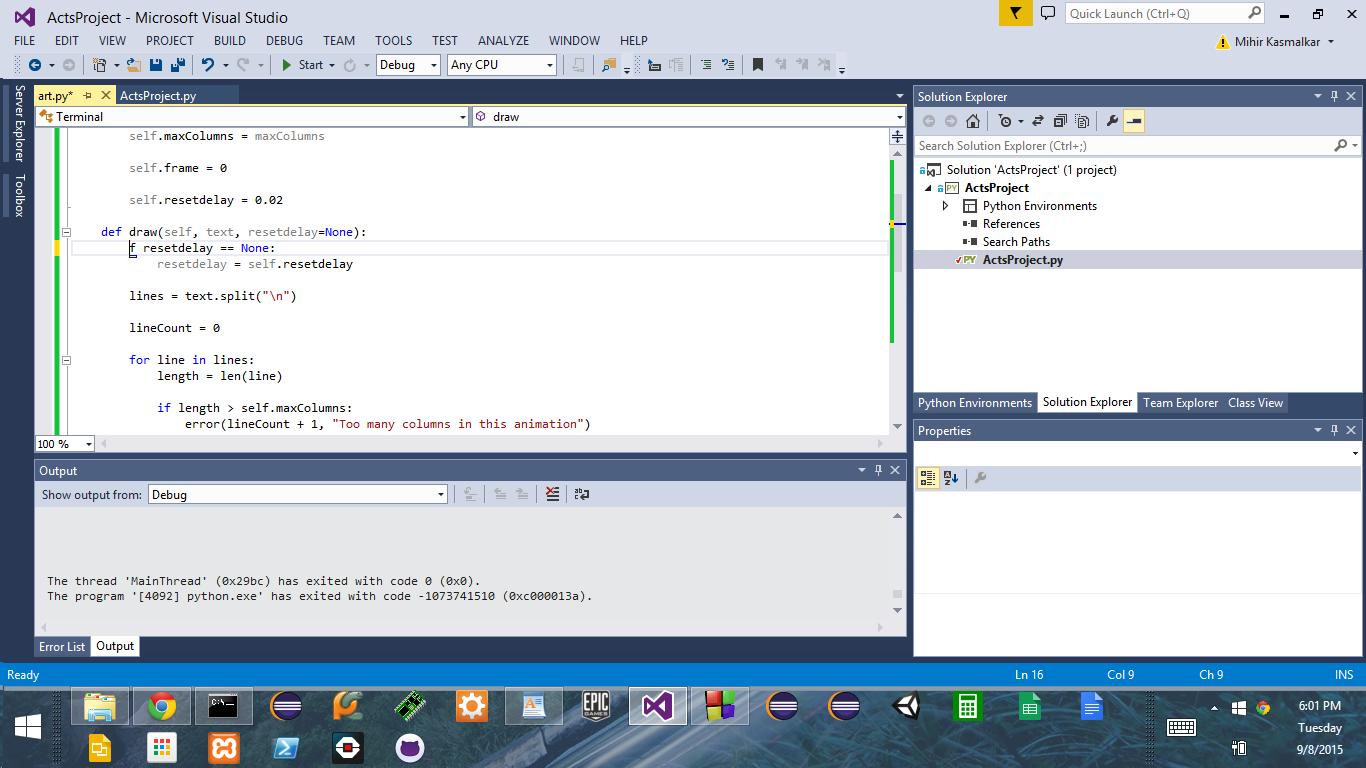 ActsProject - Microsoft Visual Studio
Quick Launch (Ctrl+Q)
FILE EDIT VIEW PROJECT BUILD DEBUG TEAM TOOLS TEST ANALYZE WINDOW HELP
Mihir Kasmalkar
Start Debug Any CPU
Server Explorer
Toolbox
art.py* ActsProject.py
Terminal draw
self.maxColumns = maxColumns
self.frame = 0
self.resetdelay = 0.02
def draw(self, text, resetdelay=None):
f resetdelay == None:
resetdelay = self.resetdelay
lines = text.split("\n")
lineCount = 0
for line in lines:
length = len(line)
if length > self.maxColumns:
error(lineCount + 1, "Too many columns in this animation")
100 %
Output
Show output from: Debug
The thread 'MainThread' (0x29bc) has exited with code 0 (0x0).
The program '[4092] python.exe' has exited with code -1073741510 (0xc000013a).
Error List Output
Solution Explorer
Search Solution Explorer (Ctrl+;)
Solution 'ActsProject' (1 project)
PY ActsProject
Python Environments
References
Search Paths
PY ActsProject.py
Python Environments Solution Explorer Team Explorer Class View
Properties
Ready Ln 16 Col 9 Ch 9 INS
C:\_
EPIC GAMES
6:01 PM
Tuesday
9/8/2015